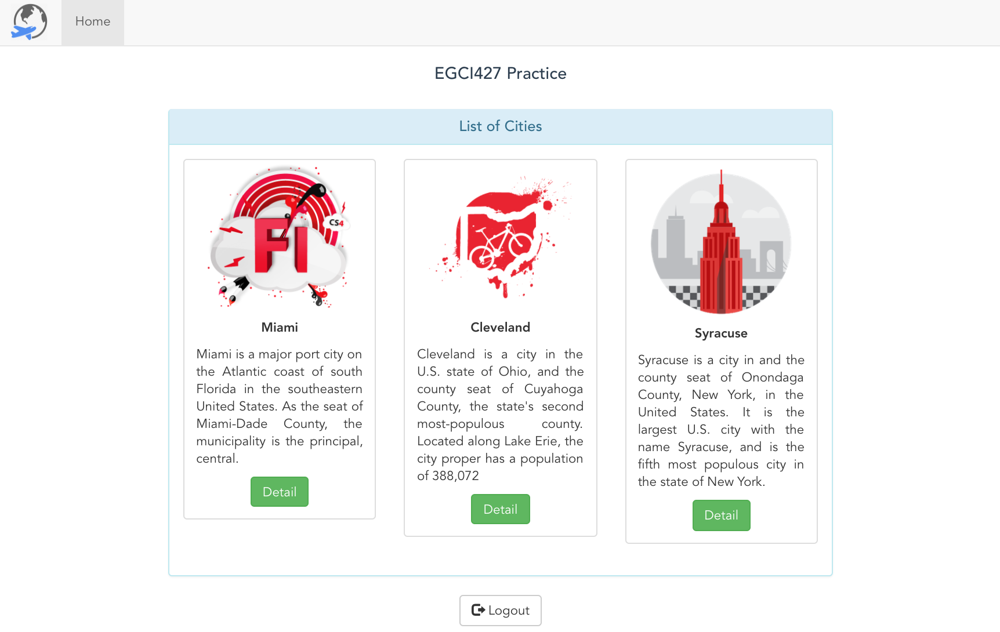 Home
EGCI427 Practice
List of Cities
FI
CS4
Miami
Miami is a major port city on
the Atlantic coast of south
Florida in the southeastern
United States. As the seat of
Miami-Dade County, the
municipality is the principal,
central.
Detail
Cleveland
Cleveland is a city in the
U.S. state of Ohio, and the
county seat of Cuyahoga
County, the state's second
most-populous county.
Located along Lake Erie, the
city proper has a population
of 388,072
Detail
Syracuse
Syracuse is a city in and the
county seat of Onondaga
County, New York, in the
United States. It is the
largest U.S. city with the
name Syracuse, and is the
fifth most populous city in
the state of New York.
Detail
Logout